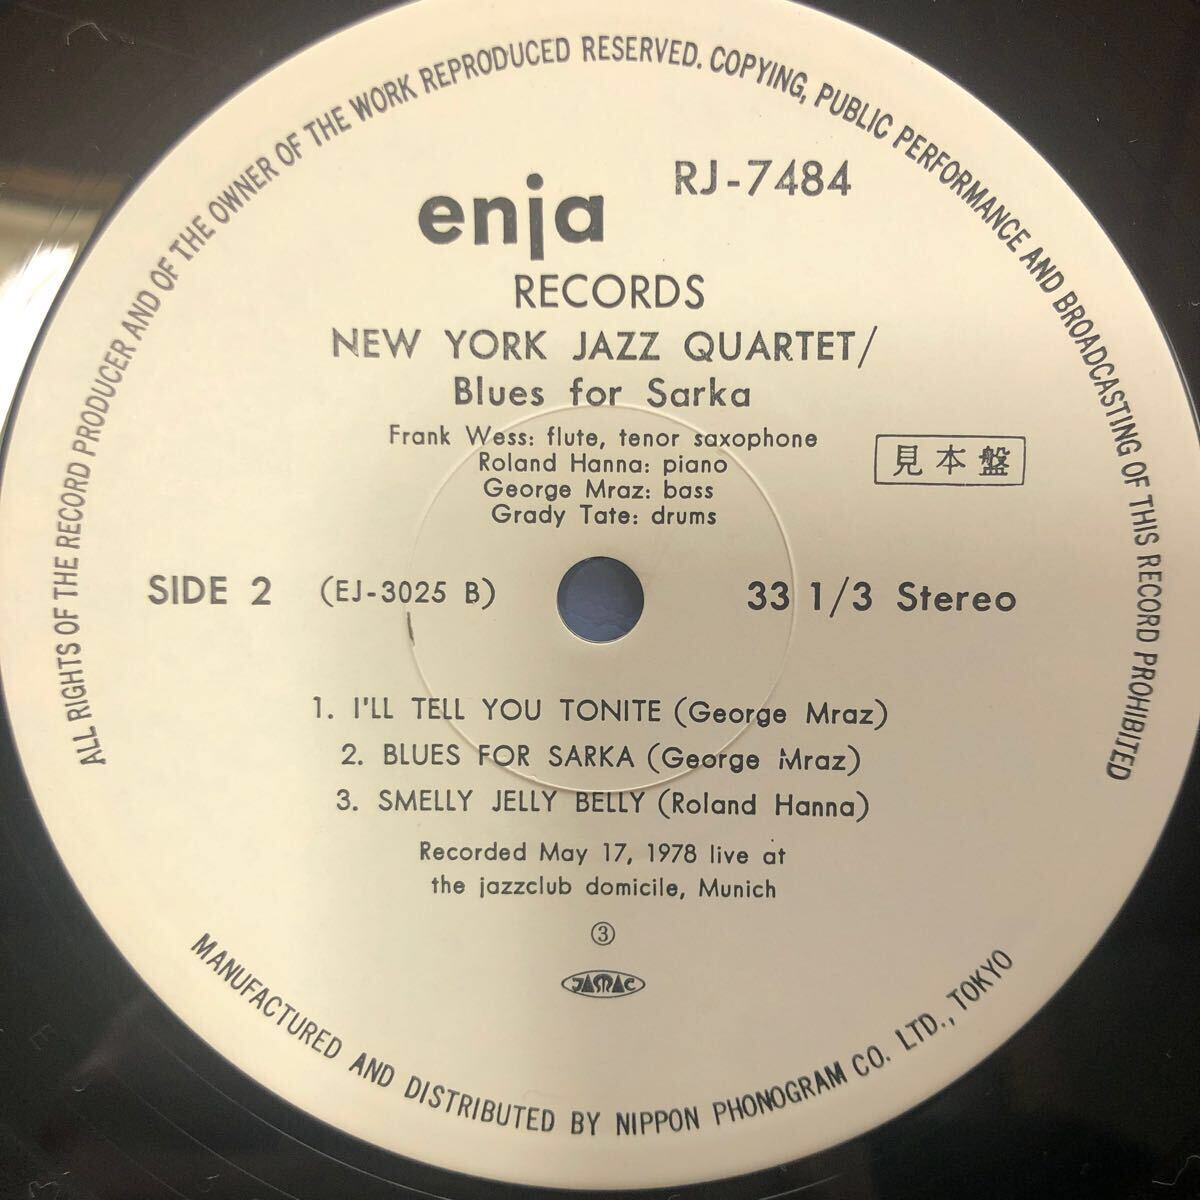 ALL RIGHTS OF THE RECORD PRODUCER AND OF THE OWNER OF THE WORK REPRODUCED RESERVED. COPYING, PUBLIC PERFORMANCE AND BROADCASTING OF THIS RECORD PROHIBITED
RJ-7484
enja
RECORDS
NEW YORK JAZZ QUARTET/
Blues for Sarka
Frank Wess: flute, tenor saxophone
Roland Hanna: piano
George Mraz: bass
Grady Tate: drums
見本盤
SIDE 2 (EJ-3025 B) 33 1/3 Stereo
1. I'LL TELL YOU TONITE (George Mraz)
2. BLUES FOR SARKA (George Mraz)
3. SMELLY JELLY BELLY (Roland Hanna)
Recorded May 17, 1978 live at
the jazzclub domicile, Munich
③
JASRAC
MANUFACTURED AND DISTRIBUTED BY NIPPON PHONOGRAM CO. LTD., TOKYO